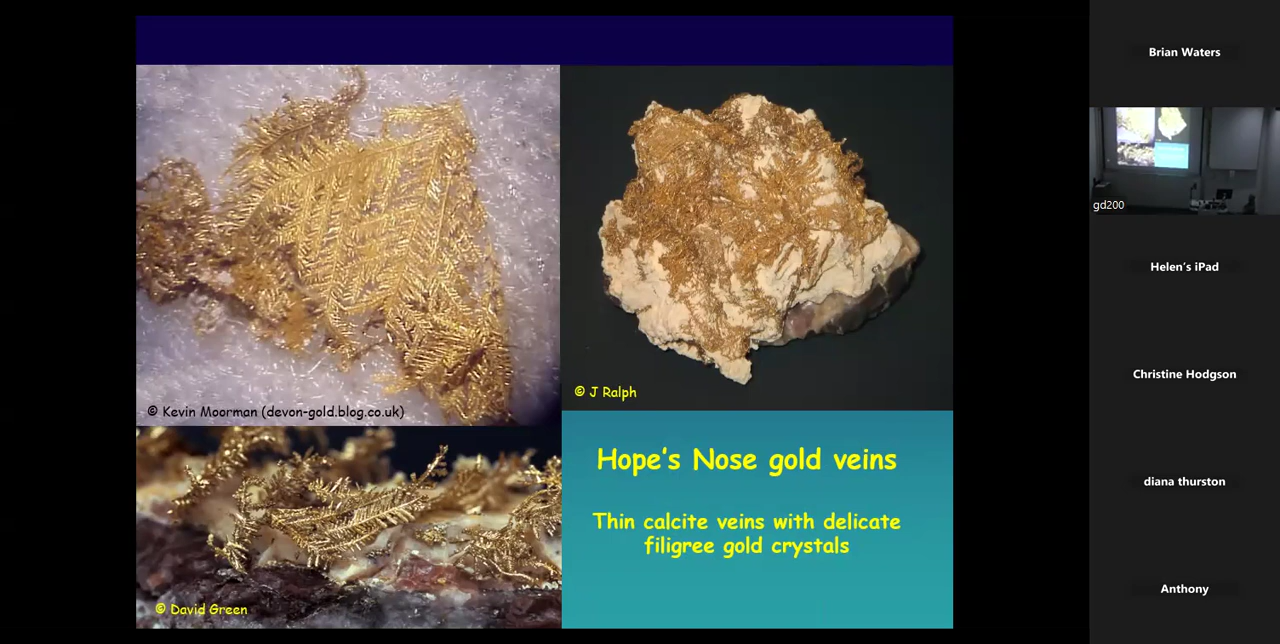 © Kevin Moorman (devon-gold.blog.co.uk)
© J Ralph
© David Green
Hope's Nose gold veins
Thin calcite veins with delicate
filigree gold crystals
Brian Waters
gd200
Helen's iPad
Christine Hodgson
diana thurston
Anthony